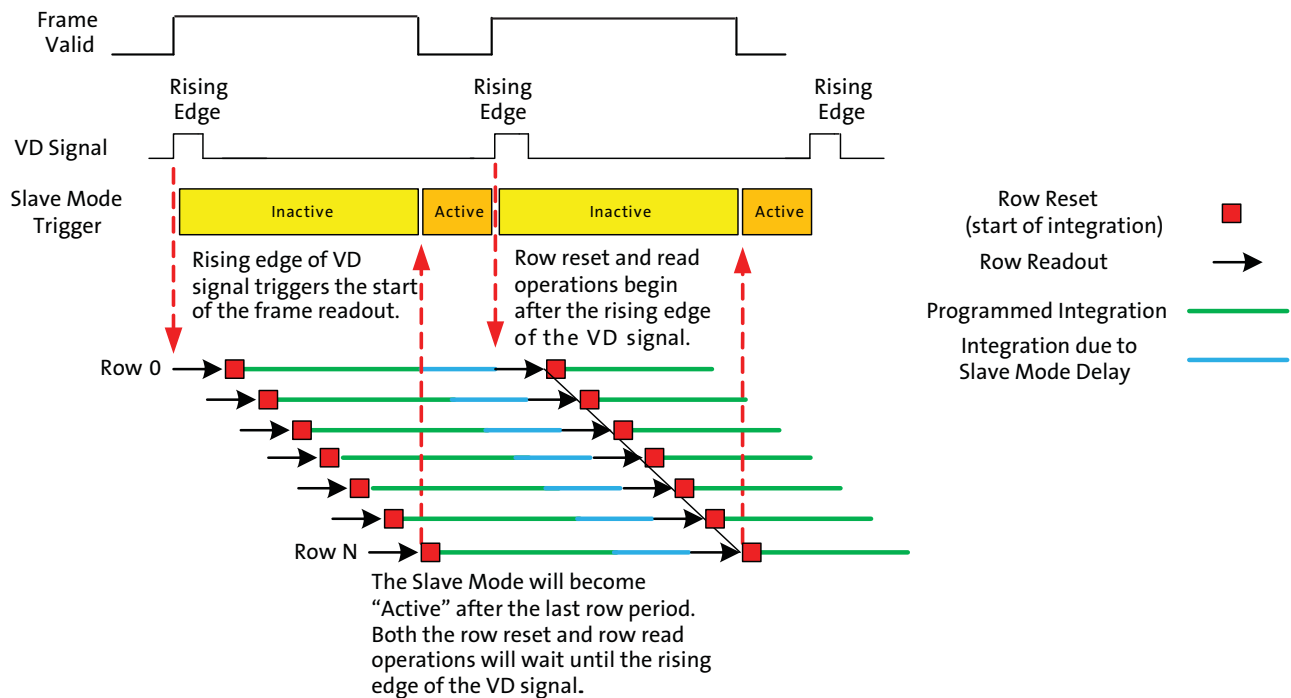 Frame
Valid
Rising
Edge
Rising
Edge
Rising
Edge
VD Signal
Slave Mode
Trigger
Inactive
Active
Inactive
Active
Rising edge of VD
signal triggers the start
of the frame readout.
Row reset and read
operations begin
after the rising edge
of the VD signal.
Row Reset
(start of integration)
Row Readout
Programmed Integration
Integration due to
Slave Mode Delay
Row 0
Row N
The Slave Mode will become
“Active” after the last row period.
Both the row reset and row read
operations will wait until the rising
edge of the VD signal.